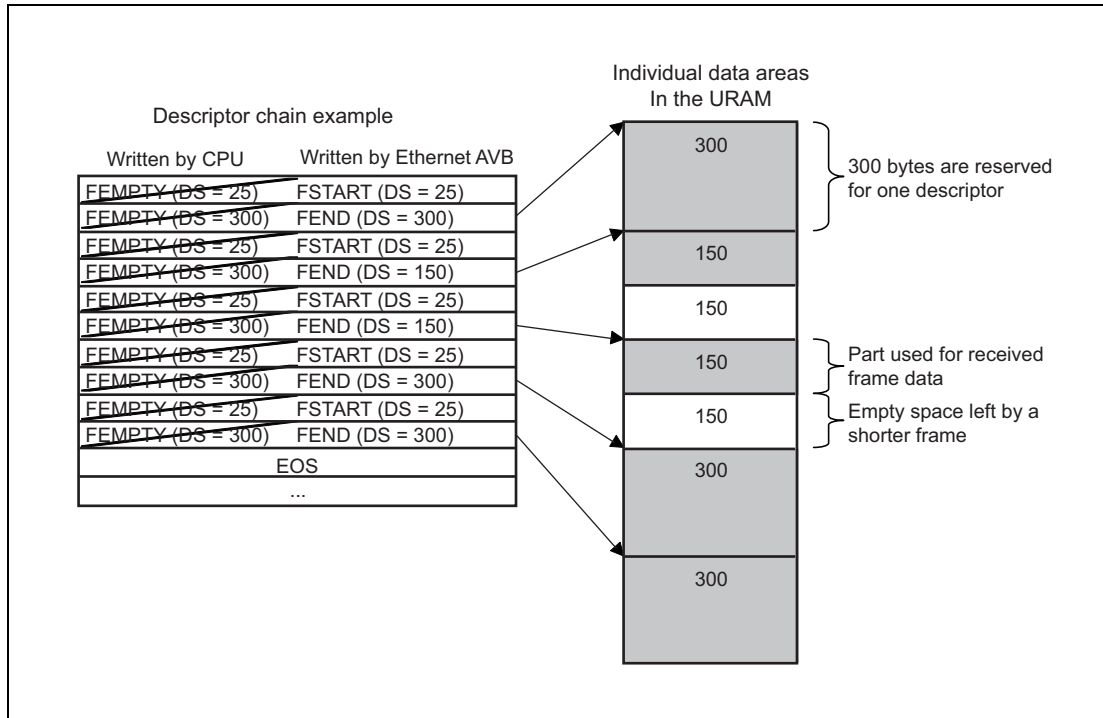 Individual data areas
In the URAM
Descriptor chain example
Written by CPU Written by Ethernet AVB
FEMPTY (DS = 25) FSTART (DS = 25)
FEMPTY (DS = 300) FEND (DS = 300)
FEMPTY (DS = 25) FSTART (DS = 25)
FEMPTY (DS = 300) FEND (DS = 150)
FEMPTY (DS = 25) FSTART (DS = 25)
FEMPTY (DS = 300) FEND (DS = 150)
FEMPTY (DS = 25) FSTART (DS = 25)
FEMPTY (DS = 300) FEND (DS = 300)
FEMPTY (DS = 25) FSTART (DS = 25)
FEMPTY (DS = 300) FEND (DS = 300)
EOS
...
300
150
150
150
150
300
300
300 bytes are reserved
for one descriptor
Part used for received
frame data
Empty space left by a
shorter frame